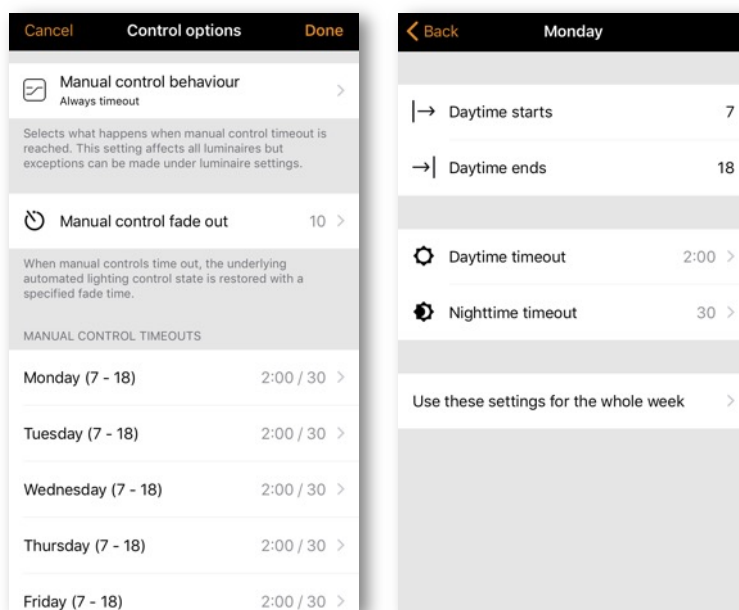 Cancel Control options Done
Manual control behaviour
Always timeout
Selects what happens when manual control timeout is
reached. This setting affects all luminaires but
exceptions can be made under luminaire settings.
Manual control fade out 10
When manual controls time out, the underlying
automated lighting control state is restored with a
specified fade time.
MANUAL CONTROL TIMEOUTS
Monday (7 - 18) 2:00 / 30
Tuesday (7 - 18) 2:00 / 30
Wednesday (7 - 18) 2:00 / 30
Thursday (7 - 18) 2:00 / 30
Friday (7 - 18) 2:00 / 30
Back Monday
Daytime starts 7
Daytime ends 18
Daytime timeout 2:00
Nighttime timeout 30
Use these settings for the whole week